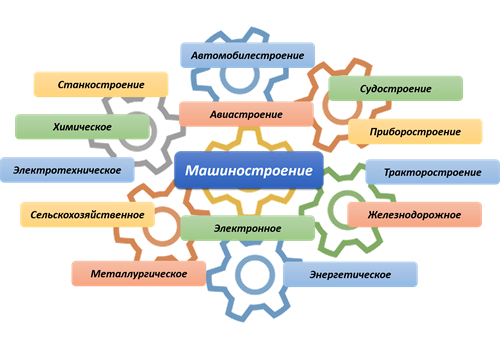 Автомобилестроение
Станкостроение
Судостроение
Авиастроение
Химическое
Приборостроение
Электротехническое
Машиностроение
Тракторостроение
Сельскохозяйственное
Железнодорожное
Электронное
Металлургическое
Энергетическое